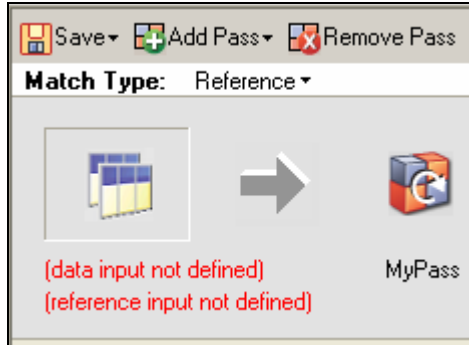 Save Add Pass Remove Pass
Match Type: Reference
(data input not defined) MyPass
(reference input not defined)